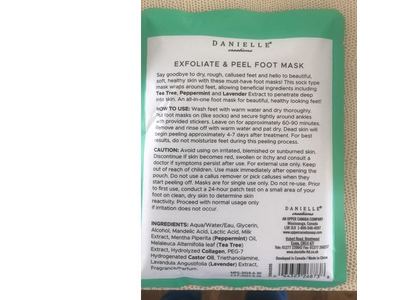 DANIELLE
creations
EXFOLIATE & PEEL FOOT MASK
Say goodbye to dry, rough, callused feet and hello to beautiful,
soft, healthy skin with these must-have foot masks! This sock type
mask wraps around feet, allowing beneficial ingredients including
Tea Tree, Peppermint and Lavender Extract to penetrate deep
into skin. An all-in-one foot mask for beautiful, healthy looking feet!
HOW TO USE: Wash feet with warm water and dry thoroughly.
Put foot masks on (like socks) and secure tightly around ankles
with provided stickers. Leave on for approximately 60-90 minutes.
Remove and rinse off with warm water and pat dry. Dead skin will
begin peeling approximately 4-7 days after treatment. For best
results, do not moisturize feet during this peeling process.
CAUTION: Avoid using on irritated, blemished or sunburned skin.
Discontinue if skin becomes red, swollen or itchy and consult a
doctor if symptoms persist after use. For external use only. Keep
out of reach of children. Use mask immediately after opening the
pouch. Do not use a callus remover or pick calluses when they
start peeling off. Masks are for single use only. Do not re-use. Prior
to first use, conduct a 24-hour patch test on a small area of your
foot on clean, dry skin to determine skin
reactivity. Proceed with normal usage only
if irritation does not occur.
INGREDIENTS: Aqua/Water/Eau, Glycerin,
Alcohol, Mandelic Acid, Lactic Acid, Milk
Extract, Mentha Piperita (Peppermint) Oil,
Melaleuca Alternifolia Leaf (Tea Tree)
Extract, Hydrolyzed Collagen, PEG-7
Hydrogenated Castor Oil, Triethanolamine,
Lavandula Angustifolia (Lavender) Extract,
Fragrance/Parfum.
DANIELLE
creations
AN UPPER CANADA COMPANY
Mississauga, Canada
Developed in Canada / Made in China